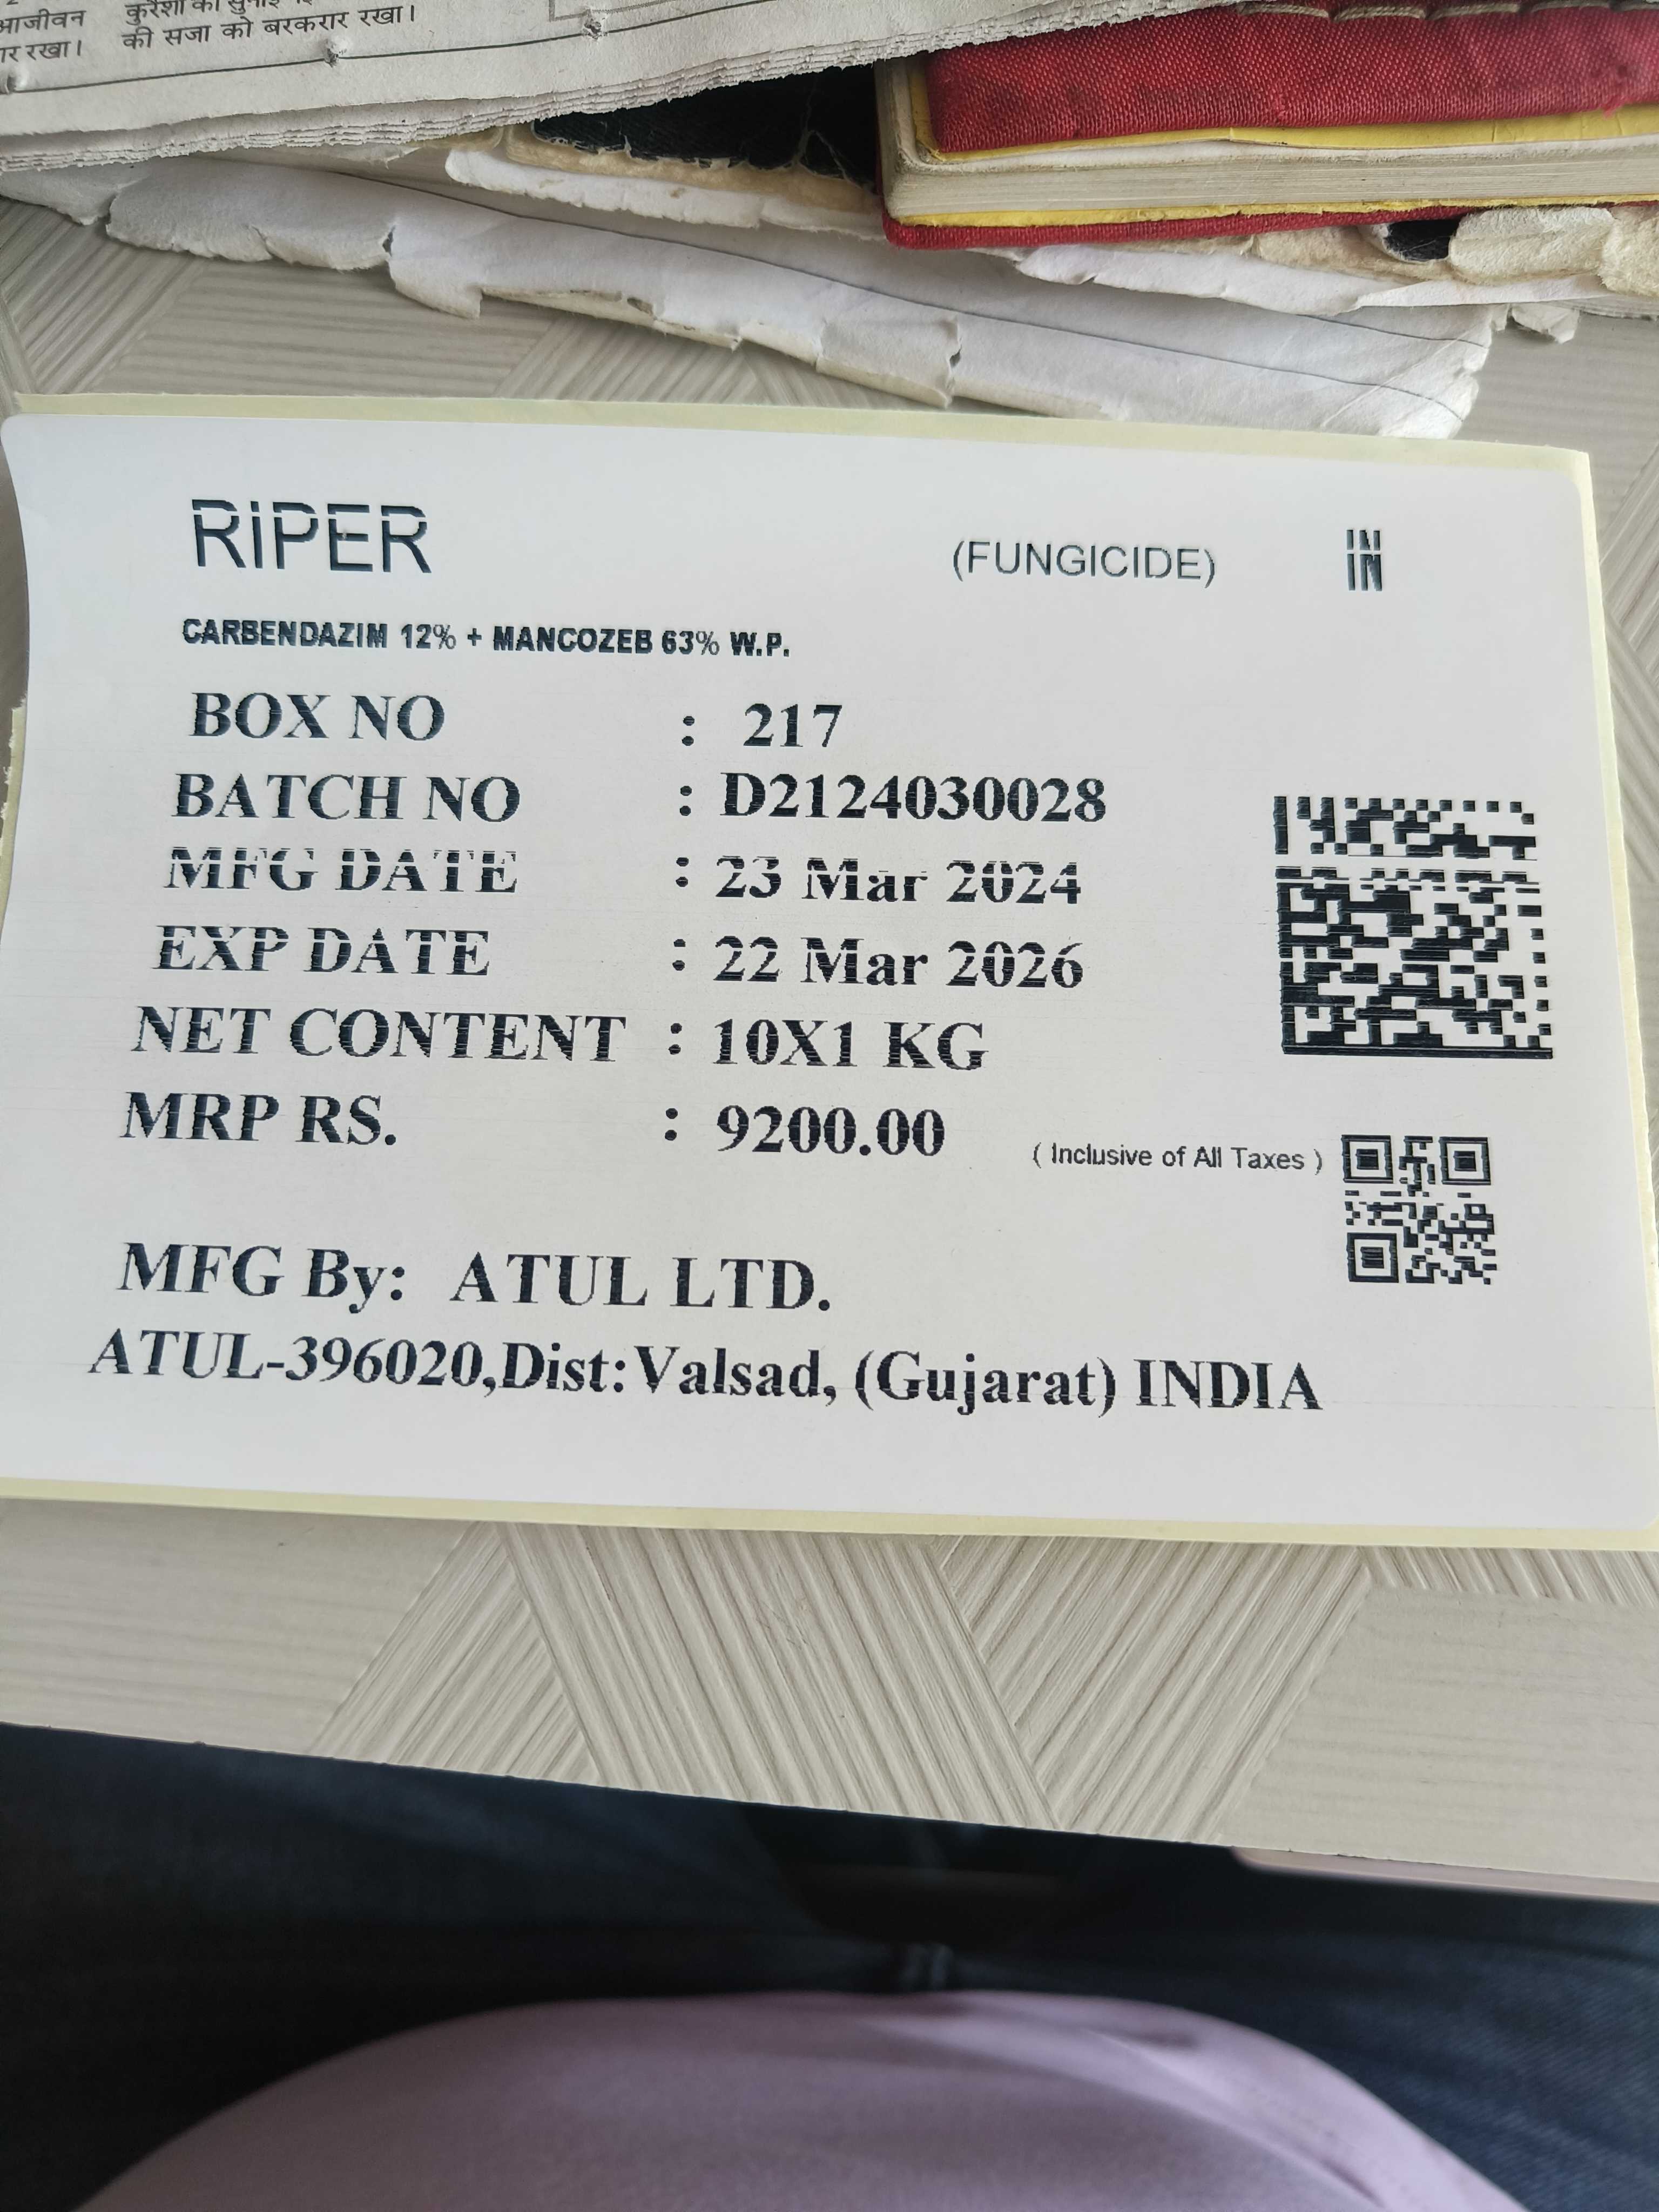 आजीवन
कुरैशी की सुनाई
रखा।
की सजा को बरकरार रखा।
RiPER
(FUNGICIDE)
IN
IN
CARBENDAZIM 12% + MANCOZEB 63% W.P.
BOX NO : 217
BATCH NO : D2124030028
MFG DATE : 23 Mar 2024
EXP DATE : 22 Mar 2026
NET CONTENT : 10X1 KG
MRP RS. : 9200.00 ( Inclusive of All Taxes )
MFG By: ATUL LTD.
ATUL-396020,Dist:Valsad, (Gujarat) INDIA